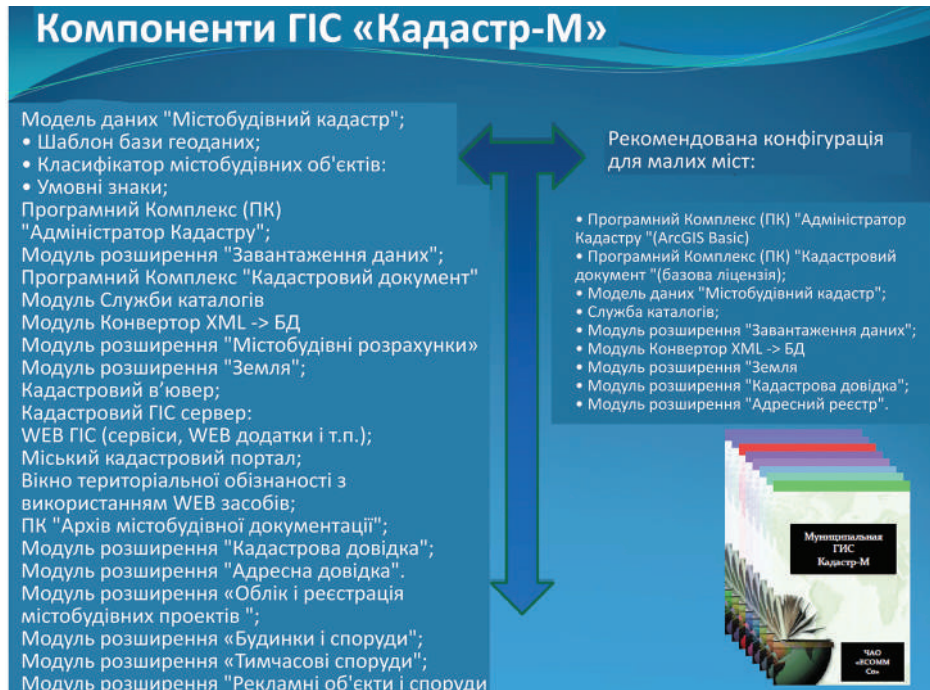 Компоненти ГІС «Кадастр-М»
Модель даних "Містобудівний кадастр";
• Шаблон бази геоданих;
• Класифікатор містобудівних об'єктів:
• Умовні знаки;
Програмний Комплекс (ПК)
"Адміністратор Кадастру";
Модуль розширення "Завантаження даних";
Програмний Комплекс "Кадастровий документ"
Модуль Служби каталогів
Модуль Конвертор XML -> БД
Модуль розширення "Містобудівні розрахунки»
Модуль розширення "Земля";
Кадастровий в’ювер;
Кадастровий ГІС сервер:
WEB ГІС (сервіси, WEB додатки і т.п.);
Міський кадастровий портал;
Вікно територіальної обізнаності з
використанням WEB засобів;
ПК "Архів містобудівної документації";
Модуль розширення "Кадастрова довідка";
Модуль розширення "Адресна довідка".
Модуль розширення «Облік і реєстрація
містобудівних проектів ";
Модуль розширення «Будинки і споруди";
Модуль розширення «Тимчасові споруди";
Модуль розширення "Рекламні об'єкти і споруди
Рекомендована конфігурація
для малих міст:
• Програмний Комплекс (ПК) "Адміністратор
Кадастру "(ArcGIS Basic)
• Програмний Комплекс (ПК) "Кадастровий
документ "(базова ліцензія);
• Модель даних "Містобудівний кадастр";
• Служба каталогів;
• Модуль розширення "Завантаження даних";
• Модуль Конвертор XML -> БД
• Модуль розширення "Земля
• Модуль розширення "Кадастрова довідка";
• Модуль розширення "Адресний реєстр".
Муниципальная
ГИС
Кадастр-М
ЧАО
«ECOMM
Co»